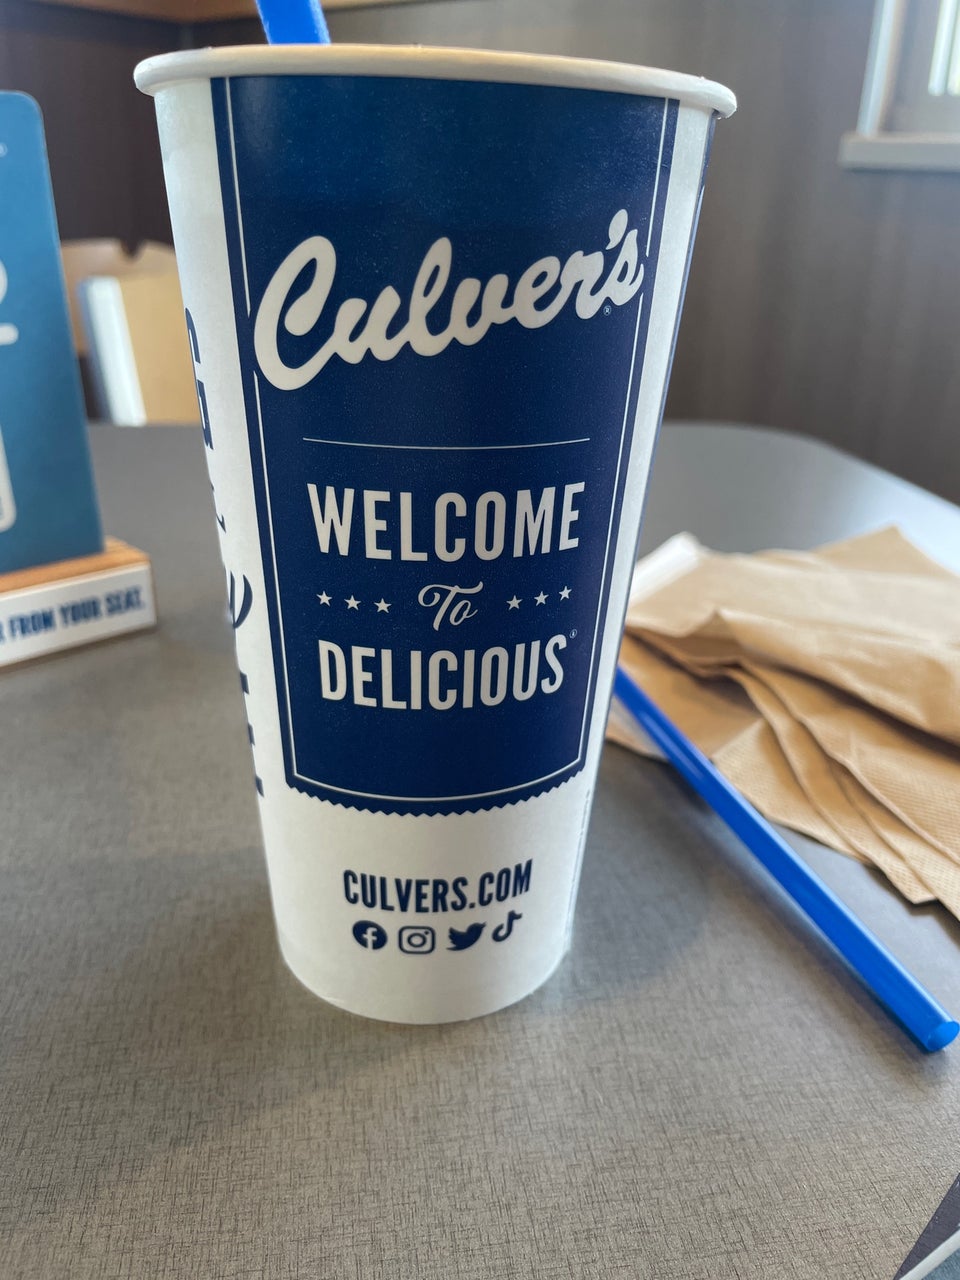 Culver's®
WELCOME
To
DELICIOUS®
CULVERS.COM
FROM YOUR SEAT.